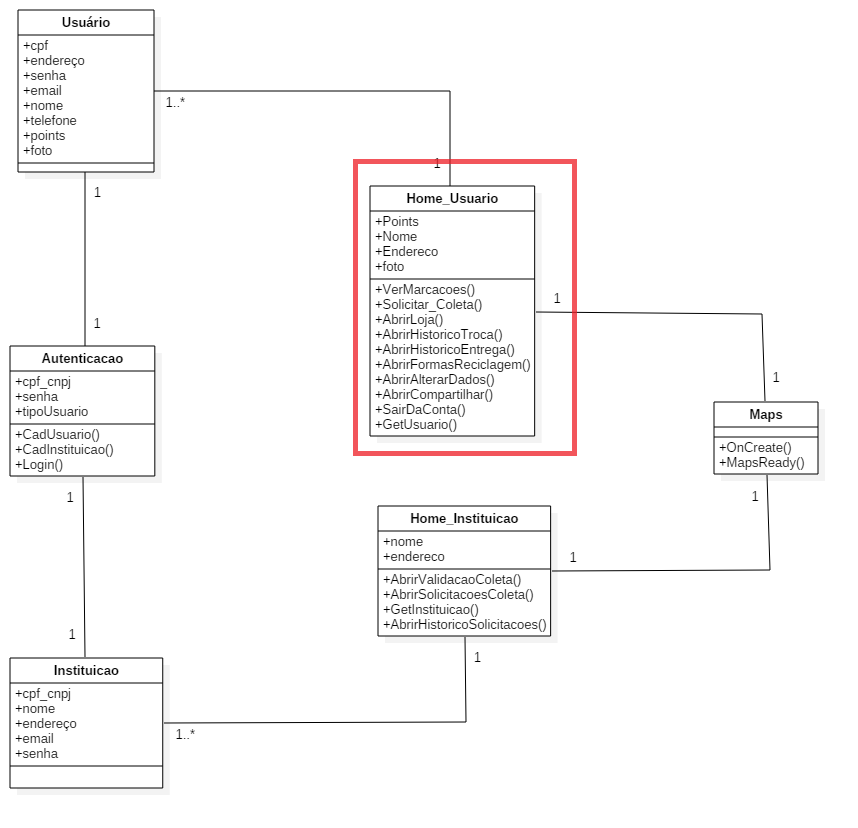 Usuário
+cpf
+endereço
+senha
+email
+nome
+telefone
+points
+foto
1..*
1
1
1
Home_Usuario
+Points
+Nome
+Endereco
+foto
+VerMarcacoes()
+Solicitar_Coleta()
+AbrirLoja()
+AbrirHistoricoTroca()
+AbrirHistoricoEntrega()
+AbrirFormasReciclagem()
+AbrirAlterarDados()
+AbrirCompartilhar()
+SairDaConta()
+GetUsuario()
1
1
Autenticacao
+cpf_cnpj
+senha
+tipoUsuario
+CadUsuario()
+CadInstituicao()
+Login()
Maps
+OnCreate()
+MapsReady()
1
1
1
1
Home_Instituicao
+nome
+endereco
+AbrirValidacaoColeta()
+AbrirSolicitacoesColeta()
+GetInstituicao()
+AbrirHistoricoSolicitacoes()
1
Instituicao
+cpf_cnpj
+nome
+endereço
+email
+senha
1..*